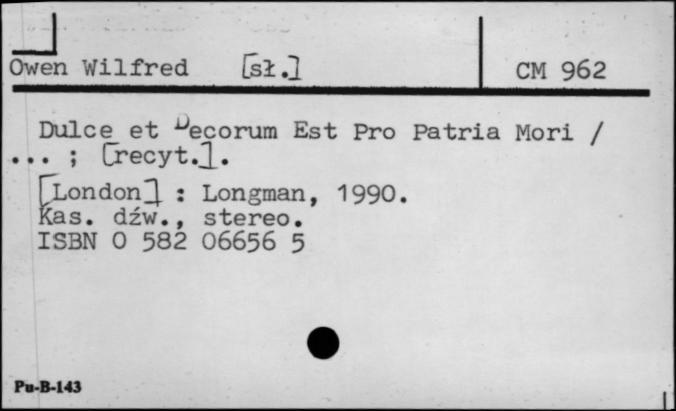 Owen Wilfred [sł.] CM 962
Dulce et Decorum Est Pro Patria Mori /
... ; [recyt.].
[London] : Longman, 1990.
Kas. dźw., stereo.
ISBN 0 582 06656 5
Pu-B-143